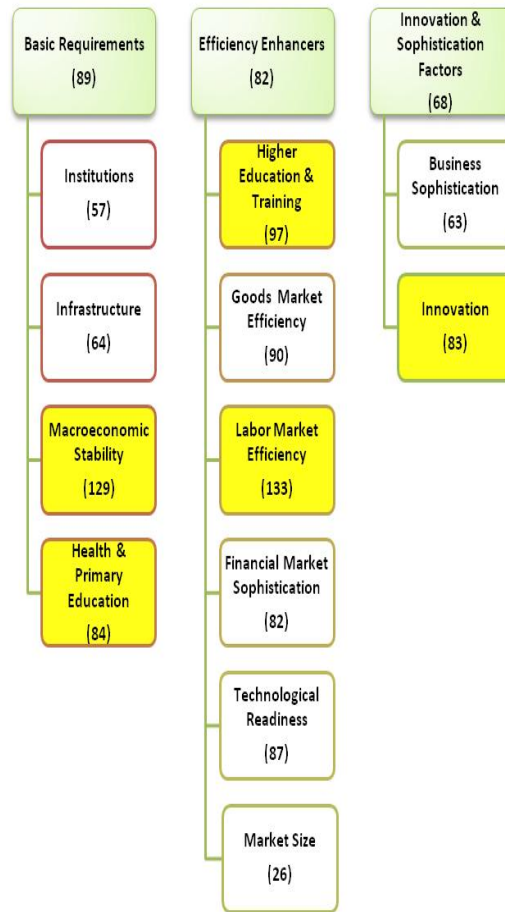 Basic Requirements
(89)
Institutions
(57)
Infrastructure
(64)
Macroeconomic
Stability
(129)
Health &
Primary
Education
(84)
Efficiency Enhancers
(82)
Higher
Education &
Training
(97)
Goods Market
Efficiency
(90)
Labor Market
Efficiency
(133)
Financial Market
Sophistication
(82)
Technological
Readiness
(87)
Market Size
(26)
Innovation &
Sophistication
Factors
(68)
Business
Sophistication
(63)
Innovation
(83)